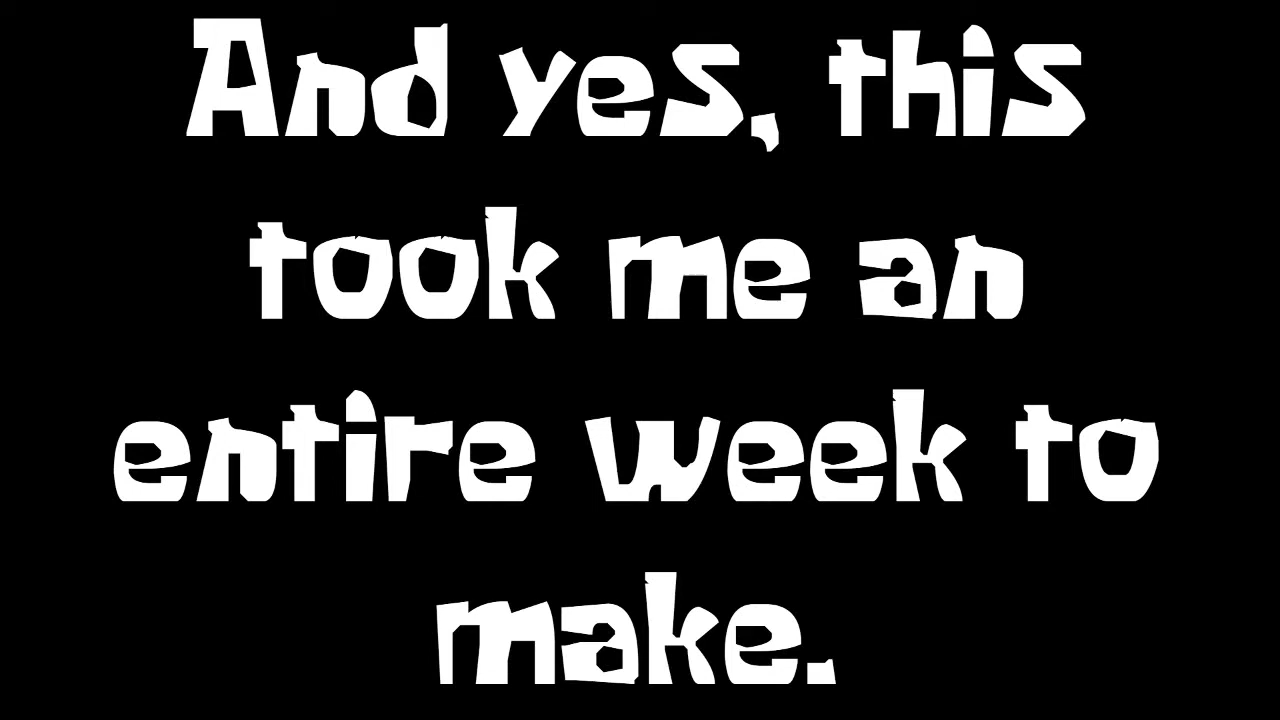 And yes, this
took me an
entire week to
make.